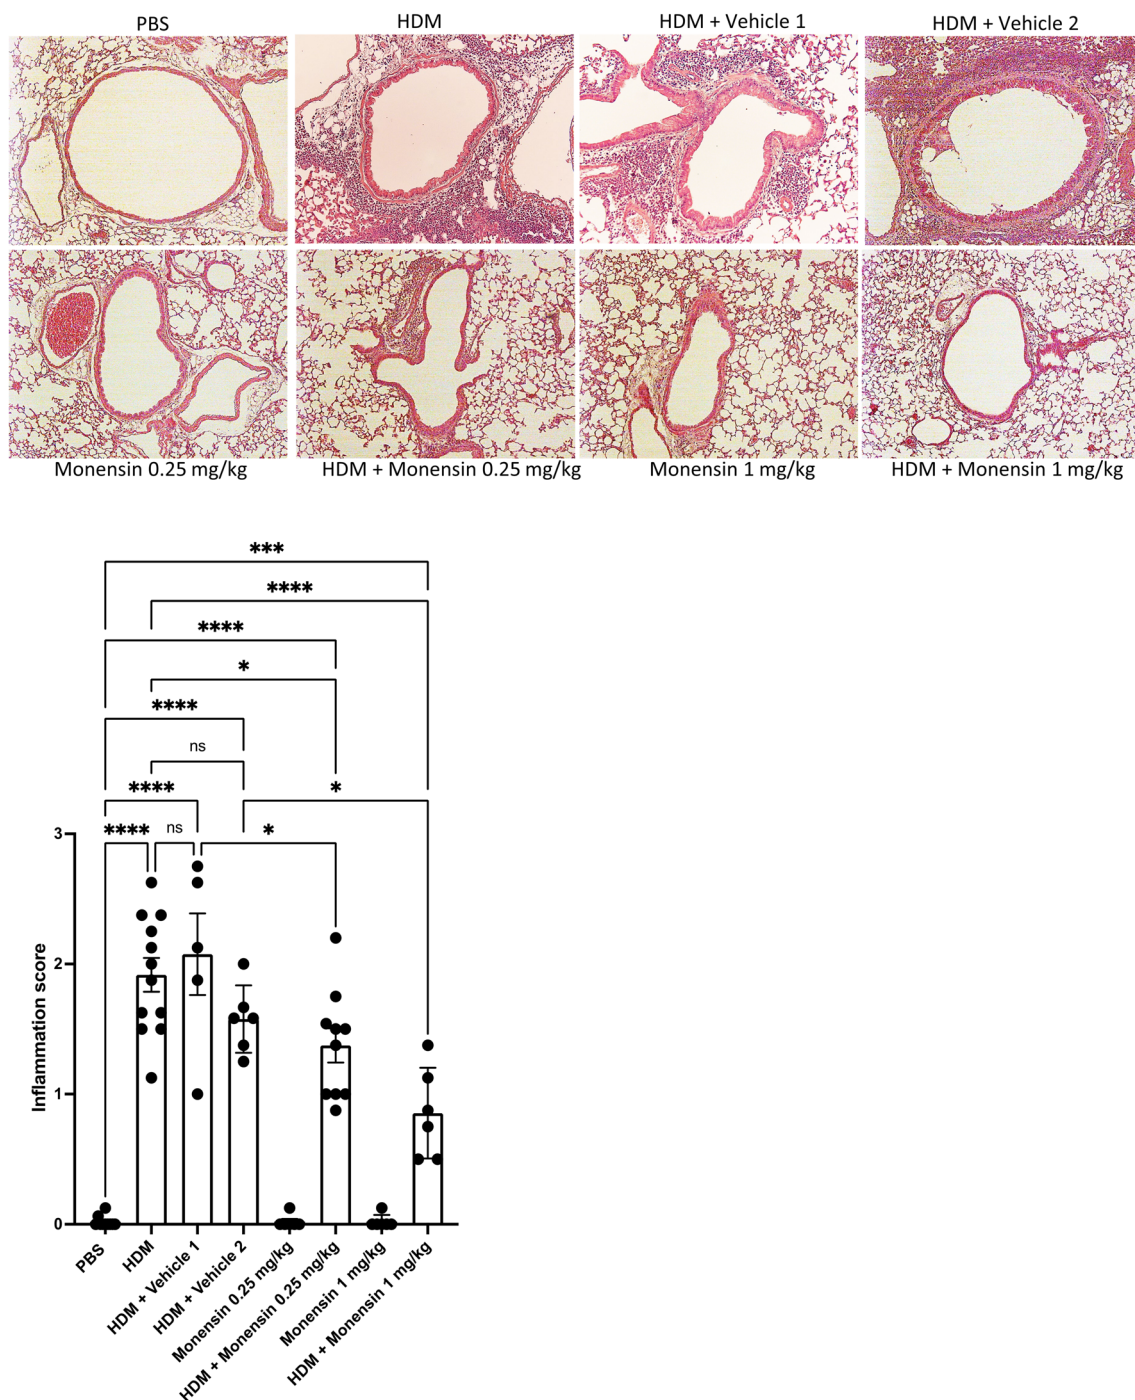 PBS
HDM
HDM + Vehicle 1
HDM + Vehicle 2
Monensin 0.25 mg/kg
HDM + Monensin 0.25 mg/kg
Monensin 1 mg/kg
HDM + Monensin 1 mg/kg
***
****
****
*
****
ns
****
*
****
ns
*
3
2
1
0
Inflammation score
PBS
HDM
HDM + Vehicle 1
HDM + Vehicle 2
Monensin 0.25 mg/kg
HDM + Monensin 0.25 mg/kg
Monensin 1 mg/kg
HDM + Monensin 1 mg/kg